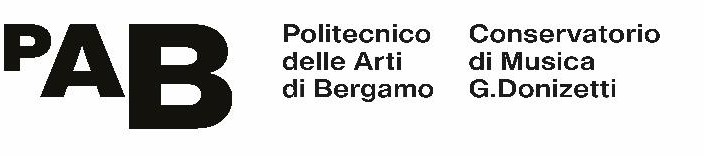 PAB
Politecnico
delle Arti
di Bergamo
Conservatorio
di Musica
G.Donizetti